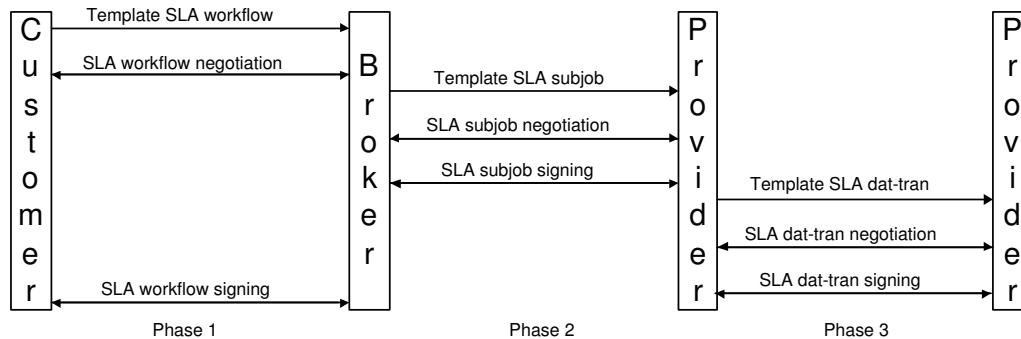 Customer
Template SLA workflow
SLA workflow negotiation
SLA workflow signing
Phase 1
Broker
Template SLA subjob
SLA subjob negotiation
SLA subjob signing
Phase 2
Provider
Template SLA dat-tran
SLA dat-tran negotiation
SLA dat-tran signing
Phase 3
Provider